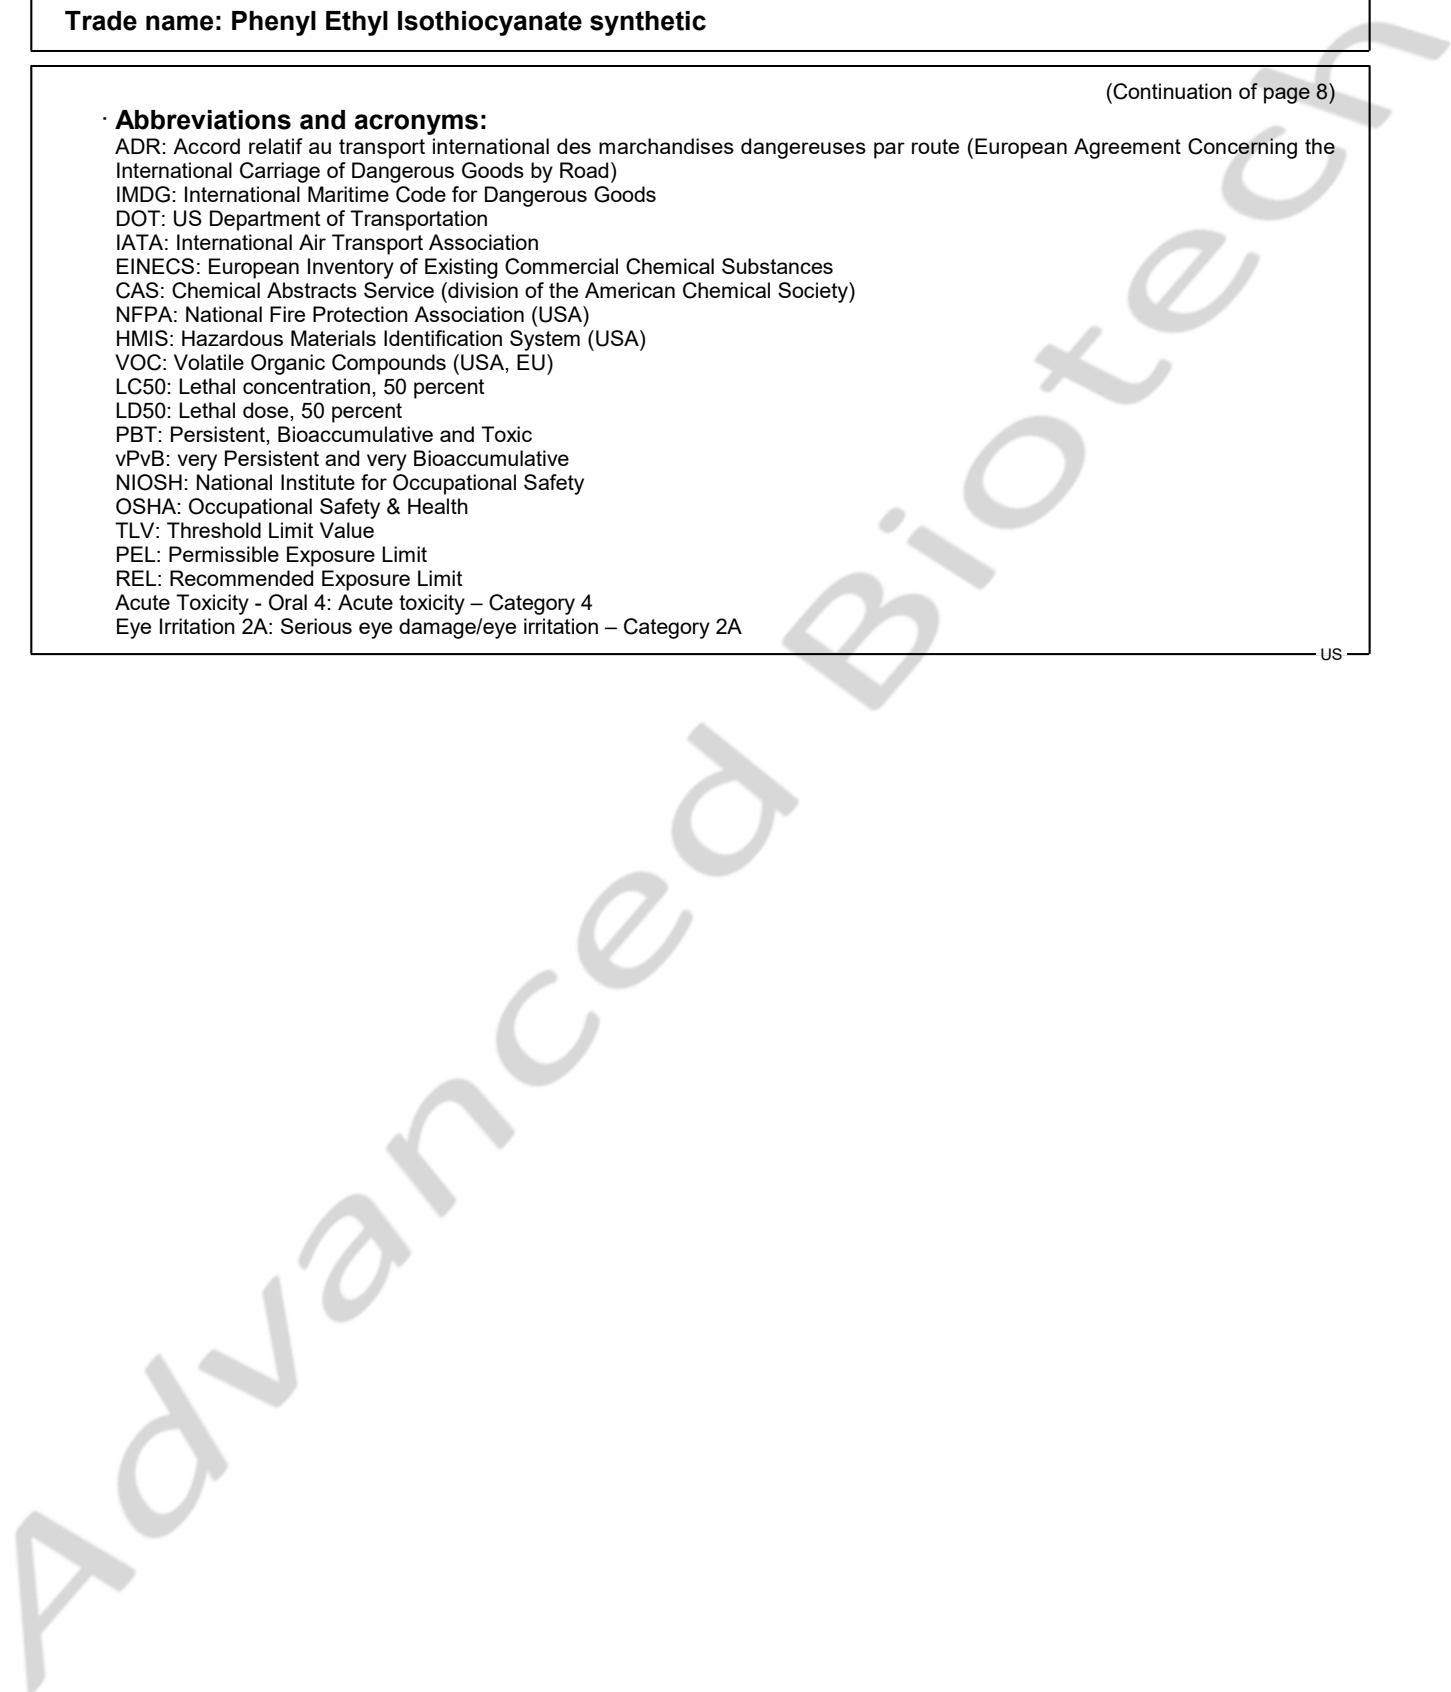 Trade name: Phenyl Ethyl Isothiocyanate synthetic
(Continuation of page 8)
· Abbreviations and acronyms:
ADR: Accord relatif au transport international des marchandises dangereuses par route (European Agreement Concerning the
International Carriage of Dangerous Goods by Road)
IMDG: International Maritime Code for Dangerous Goods
DOT: US Department of Transportation
IATA: International Air Transport Association
EINECS: European Inventory of Existing Commercial Chemical Substances
CAS: Chemical Abstracts Service (division of the American Chemical Society)
NFPA: National Fire Protection Association (USA)
HMIS: Hazardous Materials Identification System (USA)
VOC: Volatile Organic Compounds (USA, EU)
LC50: Lethal concentration, 50 percent
LD50: Lethal dose, 50 percent
PBT: Persistent, Bioaccumulative and Toxic
vPvB: very Persistent and very Bioaccumulative
NIOSH: National Institute for Occupational Safety
OSHA: Occupational Safety & Health
TLV: Threshold Limit Value
PEL: Permissible Exposure Limit
REL: Recommended Exposure Limit
Acute Toxicity - Oral 4: Acute toxicity – Category 4
Eye Irritation 2A: Serious eye damage/eye irritation – Category 2A
US
Advanced Biotech